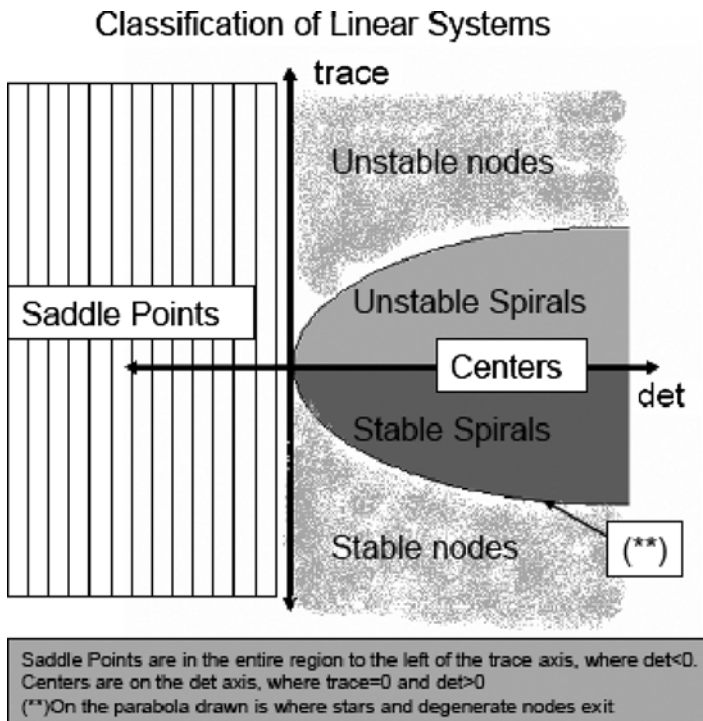 Classification of Linear Systems
trace
Unstable nodes
Unstable Spirals
Saddle Points
Centers
det
Stable Spirals
Stable nodes
(**)
Saddle Points are in the entire region to the left of the trace axis, where det<0.
Centers are on the det axis, where trace=0 and det>0
(**)On the parabola drawn is where stars and degenerate nodes exit